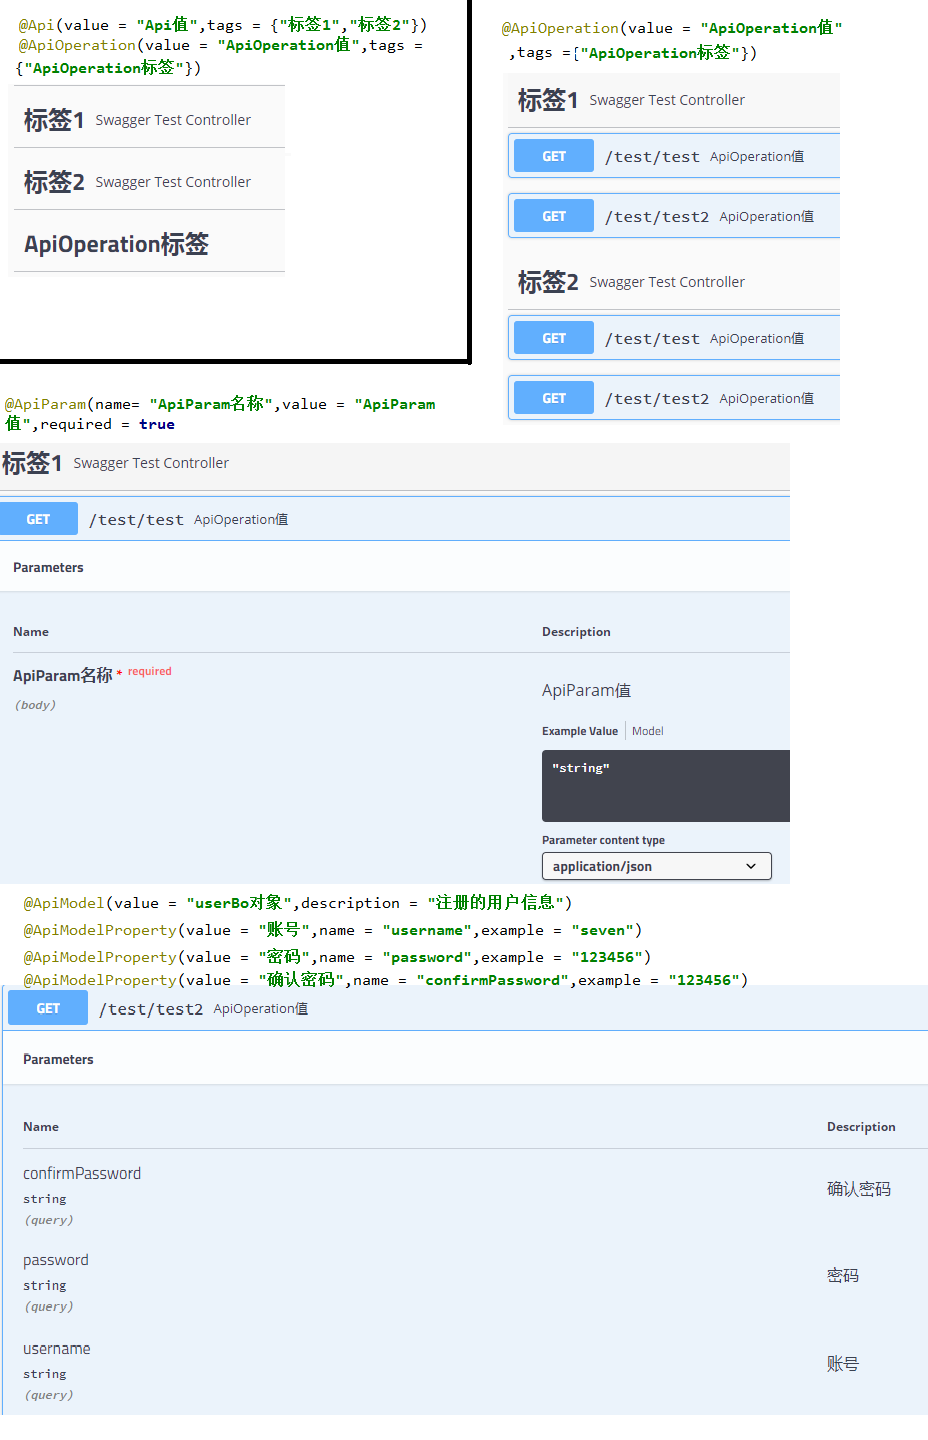 @Api(value = "Api值",tags = {"标签1","标签2"})
@ApiOperation(value = "ApiOperation值",tags =
{"ApiOperation标签"})
标签1 Swagger Test Controller
标签2 Swagger Test Controller
ApiOperation标签
@ApiOperation(value = "ApiOperation值"
,tags ={"ApiOperation标签"})
标签1 Swagger Test Controller
GET /test/test ApiOperation值
GET /test/test2 ApiOperation值
标签2 Swagger Test Controller
GET /test/test ApiOperation值
GET /test/test2 ApiOperation值
@ApiParam(name= "ApiParam名称",value = "ApiParam
值",required = true
标签1 Swagger Test Controller
GET /test/test ApiOperation值
Parameters
Name Description
ApiParam名称 * required
(body)
ApiParam值
Example Value Model
"string"
Parameter content type
application/json
@ApiModel(value = "userBo对象",description = "注册的用户信息")
@ApiModelProperty(value = "账号",name = "username",example = "seven")
@ApiModelProperty(value = "密码",name = "password",example = "123456")
@ApiModelProperty(value = "确认密码",name = "confirmPassword",example = "123456")
GET /test/test2 ApiOperation值
Parameters
Name Description
confirmPassword
string
(query)
确认密码
password
string
(query)
密码
username
string
(query)
账号